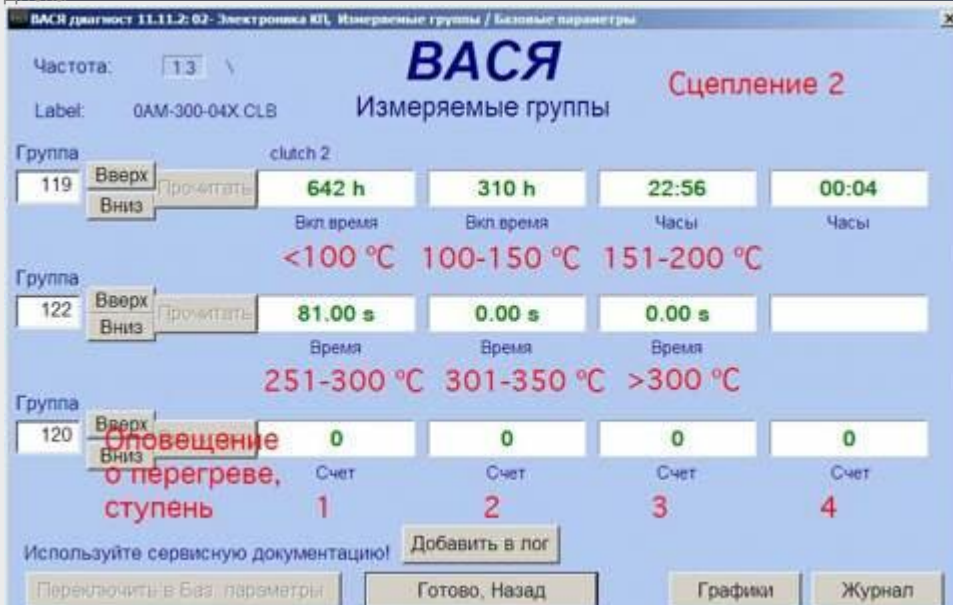 ВАСЯ диагност 11.11.2: 02- Электроника КП, Измеряемые группы / Базовые параметры
Частота: 1.3 \
ВАСЯ
Сцепление 2
Label: 0AM-300-04X.CLB
Измеряемые группы
Группа clutch 2
119 Вверх Вниз Прочитать 642 h 310 h 22:56 00:04
Вкл.время Вкл.время Часы Часы
<100 °C 100-150 °C 151-200 °C
Группа
122 Вверх Вниз Прочитать 81.00 s 0.00 s 0.00 s
Время Время Время
251-300 °C 301-350 °C >300 °C
Группа
120 Вверх Вниз 0 0 0 0
Счет Счет Счет Счет
Оповещение
о перегреве,
ступень 1 2 3 4
Используйте сервисную документацию! Добавить в лог
Переключить в Баз. параметры Готово, Назад Графики Журнал